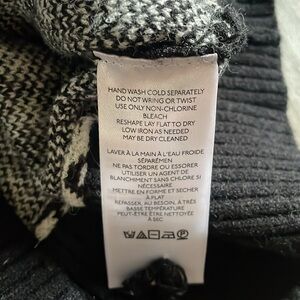 HAND WASH COLD SEPARATELY
DO NOT WRING OR TWIST
USE ONLY NON-CHLORINE
BLEACH
RESHAPE LAY FLAT TO DRY
LOW IRON AS NEEDED
MAY BE DRY CLEANED
LAVER À LA MAIN À L'EAU FROIDE
SÉPARÉMEN
NE PAS TORDRE OU ESSORER
UTILISER UN AGENT DE
BLANCHIMENT SANS CHLORE SI
NÉCESSAIRE
METTRE EN FORME ET SÉCHER
À PLAT
REPASSER, AU BESOIN, À TRÈS
BASSE TEMPÉRATURE
PEUT-ÊTRE ÊTRE NETTOYÉE
À SEC